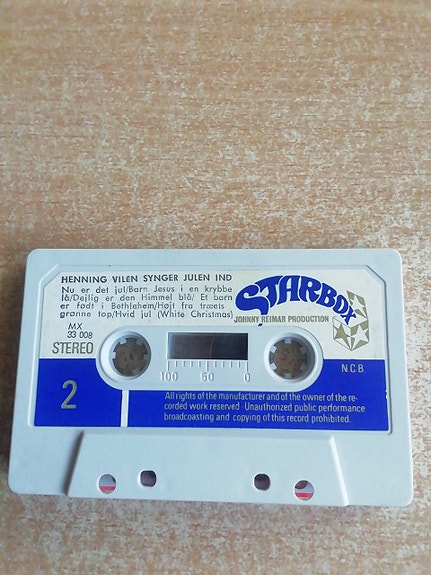 HENNING VILEN SYNGER JULEN IND
Nu er det jul/Barn Jesus i en krybbe
lå/Dejlig er den Himmel blå/ Et barn
er født i Bethlehem/Højt fra træets
grønne top/Hvid jul (White Christmas)
STARBOX
JOHNNY REIMAR PRODUCTION
MX
33 008
STEREO
100 50 0
N.C.B.
2
All rights of the manufacturer and of the owner of the re-
corded work reserved Unauthorized public performance
broadcoasting and copying of this record prohibited.